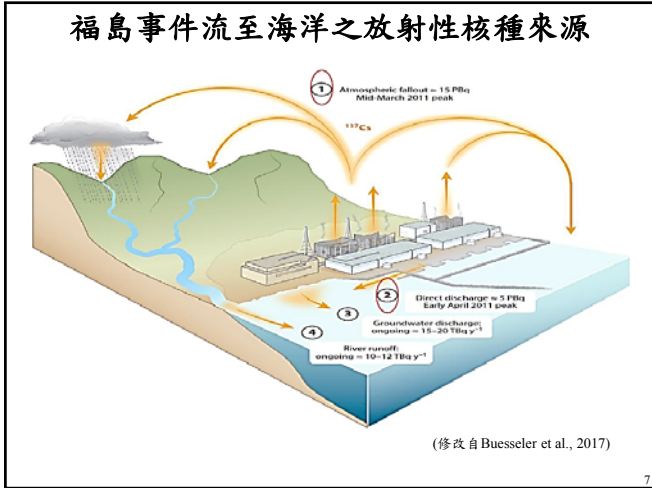 福島事件流至海洋之放射性核種來源
① Atmospheric fallout ≈ 15 PBq
Mid-March 2011 peak
¹³⁷Cs
② Direct discharge ≈ 5 PBq
Early April 2011 peak
③ Groundwater discharge:
ongoing ≈ 15–20 TBq y⁻¹
④ River runoff:
ongoing ≈ 10–12 TBq y⁻¹
(修改自Buesseler et al., 2017)
7